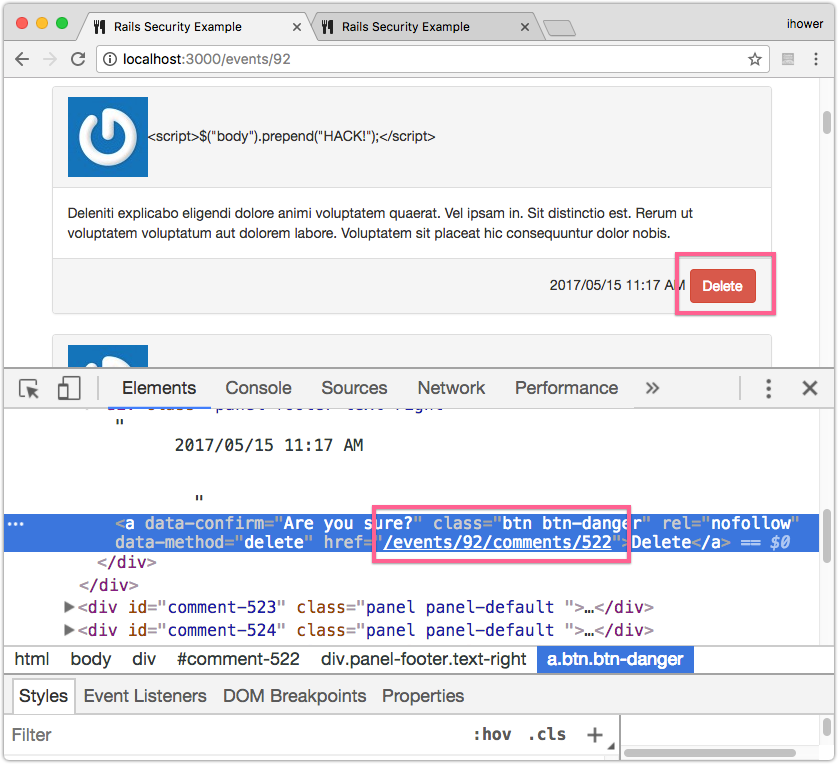 Rails Security Example
Rails Security Example
ihower
localhost:3000/events/92
<script>$("body").prepend("HACK!");</script>
Deleniti explicabo eligendi dolore animi voluptatem quaerat. Vel ipsam in. Sit distinctio est. Rerum ut
voluptatem voluptatum aut dolorem labore. Voluptatem sit placeat hic consequuntur dolor nobis.
2017/05/15 11:17 AM Delete
Elements Console Sources Network Performance »
"
2017/05/15 11:17 AM
"
… <a data-confirm="Are you sure?" class="btn btn-danger" rel="nofollow"
data-method="delete" href="/events/92/comments/522">Delete</a> == $0
</div>
</div>
▶<div id="comment-523" class="panel panel-default ">…</div>
▶<div id="comment-524" class="panel panel-default ">…</div>
html body div #comment-522 div.panel-footer.text-right a.btn.btn-danger
Styles Event Listeners DOM Breakpoints Properties
Filter :hov .cls +